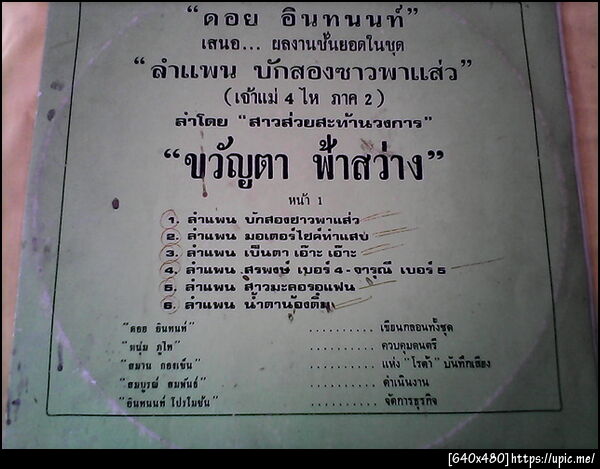 "ดอย อินทนนท์"
เสนอ... ผลงานชั้นยอดในชุด
"ลำแพน บักสองซาวพาแส่ว"
(เจ้าแม่ 4 ไห ภาค 2)
ลำโดย "สาวส่วยสะท้านวงการ"
"ขวัญตา ฟ้าสว่าง"
หน้า 1
1. ลำแพน บักสองซาวพาแส่ว
2. ลำแพน มอเตอร์ไซค์ทำแสบ
3. ลำแพน เป็นตา เอ๊าะ เอ๊าะ
4. ลำแพน สรพงษ์ เบอร์ 4 - จารุณี เบอร์ 5
5. ลำแพน สาวมะคอรอแฟน
6. ลำแพน น้ำตาน้องติ๋ม
"ดอย อินทนนท์" .......... เขียนกลอนทั้งชุด
"หนุ่ม ภูไท" .......... ควบคุมดนตรี
"สมาน กองเข็น" .......... แห่ง "โรต้า" บันทึกเสียง
"สมบูรณ์ สมพันธ์" .......... ดำเนินงาน
"อินทนนท์ โปรโมชั่น" .......... จัดการธุรกิจ
[640x480]https://upic.me/